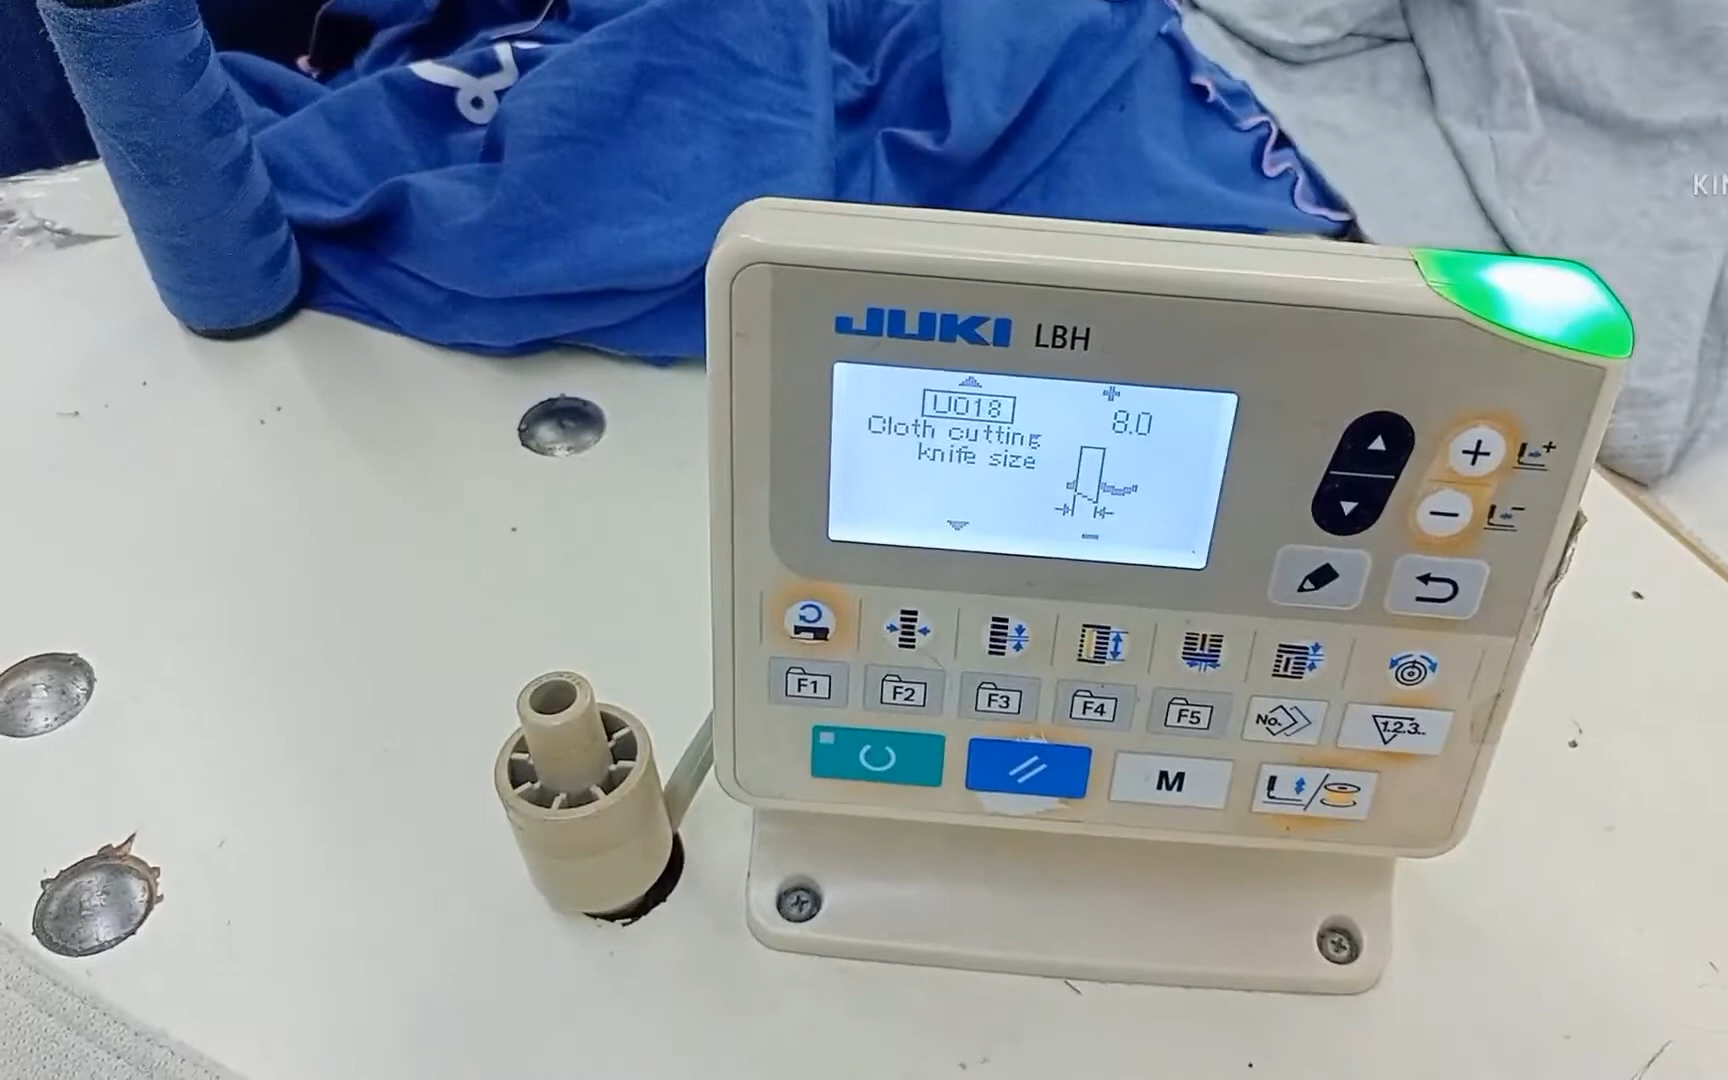 JUKI LBH
U018
8.0
Cloth cutting
knife size
F1
F2
F3
F4
F5
No.
1.2.3..
M